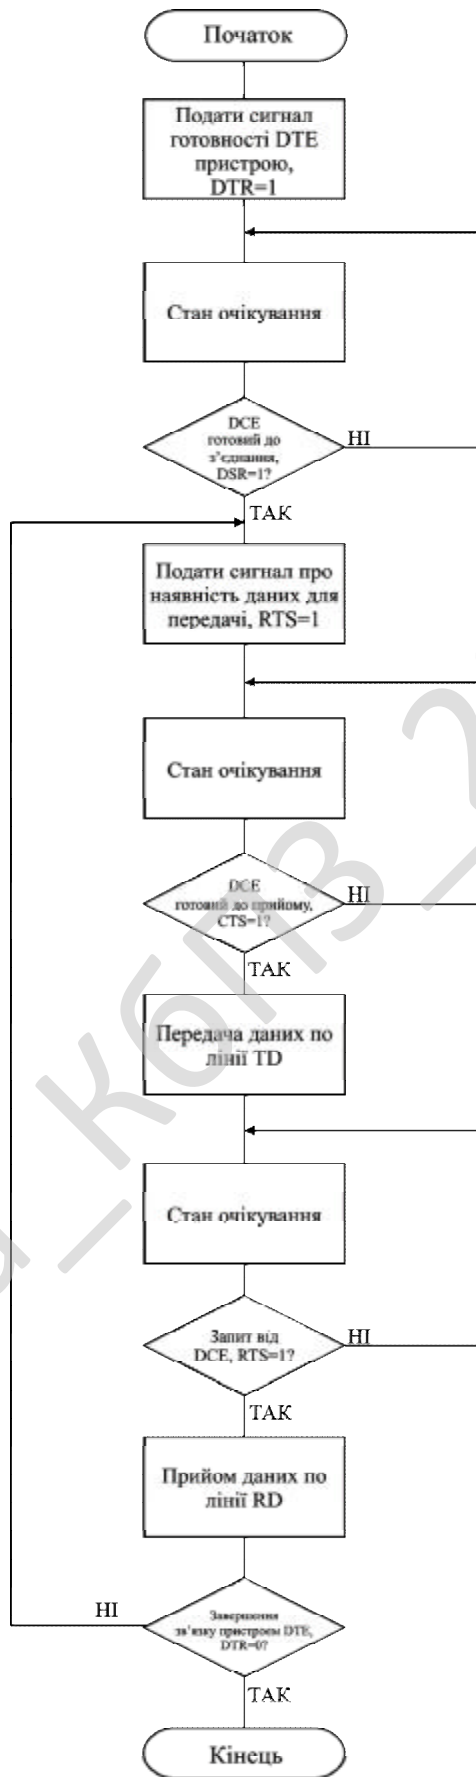 Початок
Подати сигнал
готовності DTE
пристрою,
DTR=1
Стан очікування
DCE
готовий до
з’єднання,
DSR=1?
НІ
ТАК
Подати сигнал про
наявність даних для
передачі, RTS=1
Стан очікування
DCE
готовий до прийому,
CTS=1?
НІ
ТАК
Передача даних по
лінії TD
Стан очікування
Запит від
DCE, RTS=1?
НІ
ТАК
Прийом даних по
лінії RD
Завершення
зв’язку пристроєм DTE,
DTR=0?
НІ
ТАК
Кінець